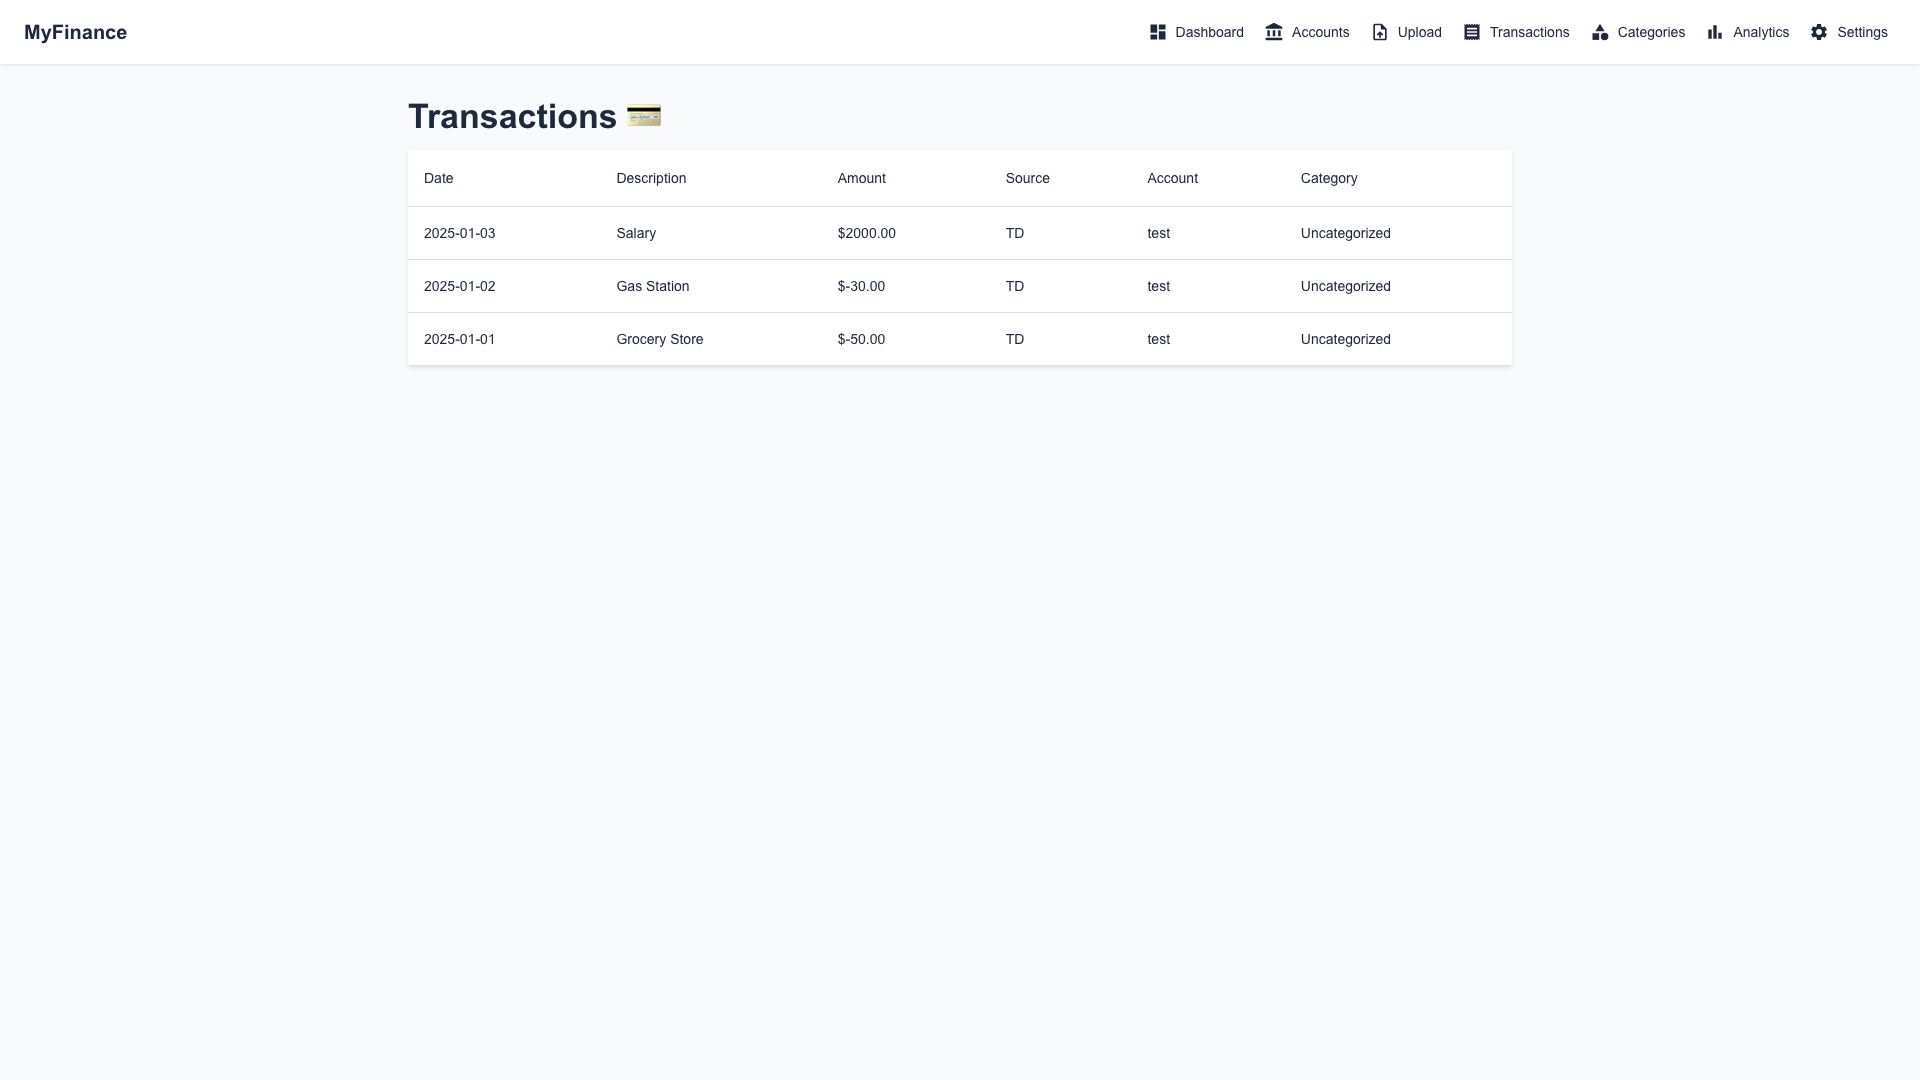 MyFinance
Dashboard Accounts Upload Transactions Categories Analytics Settings
Transactions 💳
Date Description Amount Source Account Category
2025-01-03 Salary $2000.00 TD test Uncategorized
2025-01-02 Gas Station $-30.00 TD test Uncategorized
2025-01-01 Grocery Store $-50.00 TD test Uncategorized